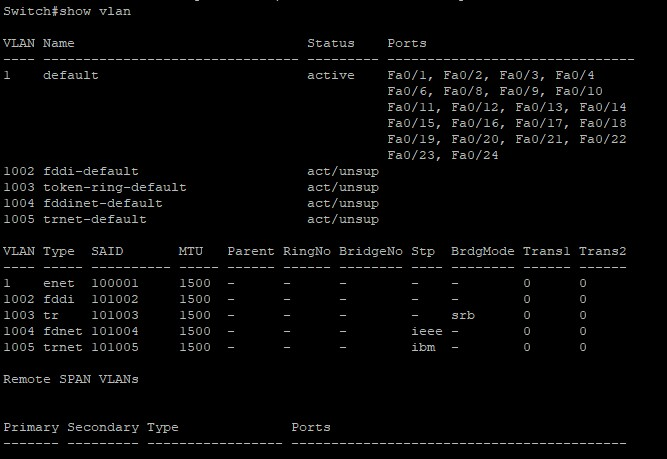 Switch#show vlan
VLAN Name                             Status    Ports
---- -------------------------------- --------- -------------------------------
1    default                          active    Fa0/1, Fa0/2, Fa0/3, Fa0/4
                                                Fa0/6, Fa0/8, Fa0/9, Fa0/10
                                                Fa0/11, Fa0/12, Fa0/13, Fa0/14
                                                Fa0/15, Fa0/16, Fa0/17, Fa0/18
                                                Fa0/19, Fa0/20, Fa0/21, Fa0/22
                                                Fa0/23, Fa0/24
1002 fddi-default                     act/unsup
1003 token-ring-default               act/unsup
1004 fddinet-default                  act/unsup
1005 trnet-default                    act/unsup
VLAN Type  SAID       MTU   Parent RingNo BridgeNo Stp  BrdgMode Trans1 Trans2
---- ----- ---------- ----- ------ ------ -------- ---- -------- ------ ------
1    enet  100001     1500  -      -      -        -    -        0      0
1002 fddi  101002     1500  -      -      -        -    -        0      0
1003 tr    101003     1500  -      -      -        -    srb      0      0
1004 fdnet 101004     1500  -      -      -        ieee -        0      0
1005 trnet 101005     1500  -      -      -        ibm  -        0      0
Remote SPAN VLANs
Primary Secondary Type              Ports
------- --------- ----------------- ------------------------------------------